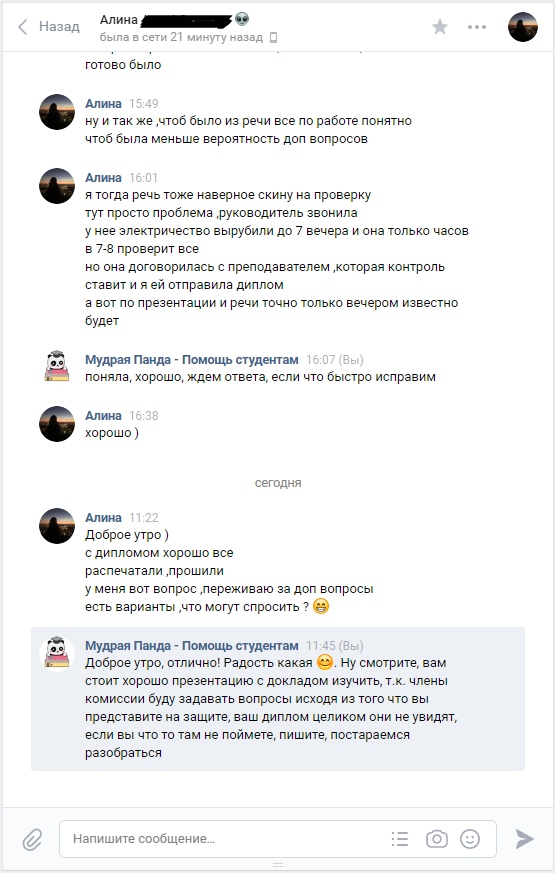 Назад
Алина
была в сети 21 минуту назад
готово было
Алина 15:49
ну и так же ,чтоб было из речи все по работе понятно
чтоб была меньше вероятность доп вопросов
Алина 16:01
я тогда речь тоже наверное скину на проверку
тут просто проблема ,руководитель звонила
у нее электричество вырубили до 7 вечера и она только часов
в 7-8 проверит все
но она договорилась с преподавателем ,которая контроль
ставит и я ей отправила диплом
а вот по презентации и речи точно только вечером известно
будет
Мудрая Панда - Помощь студентам 16:07 (Вы)
поняла, хорошо, ждем ответа, если что быстро исправим
Алина 16:38
хорошо )
сегодня
Алина 11:22
Доброе утро )
с дипломом хорошо все
распечатали ,прошили
у меня вот вопрос ,переживаю за доп вопросы
есть варианты ,что могут спросить ? 😁
Мудрая Панда - Помощь студентам 11:45 (Вы)
Доброе утро, отлично! Радость какая 😊. Ну смотрите, вам
стоит хорошо презентацию с докладом изучить, т.к. члены
комиссии буду задавать вопросы исходя из того что вы
представите на защите, ваш диплом целиком они не увидят,
если вы что то там не поймете, пишите, постараемся
разобраться
Напишите сообщение...